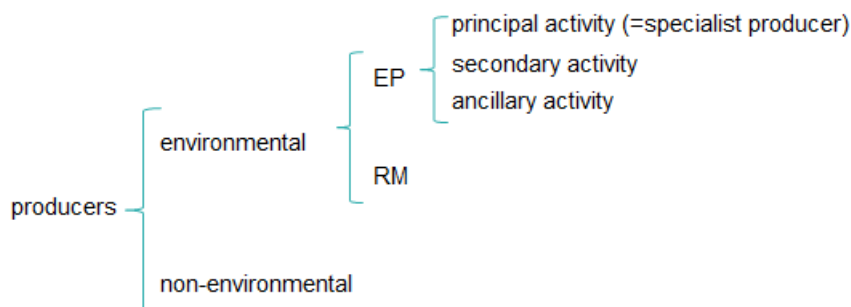 principal activity (=specialist producer)
EP
secondary activity
ancillary activity
environmental
RM
producers
non-environmental